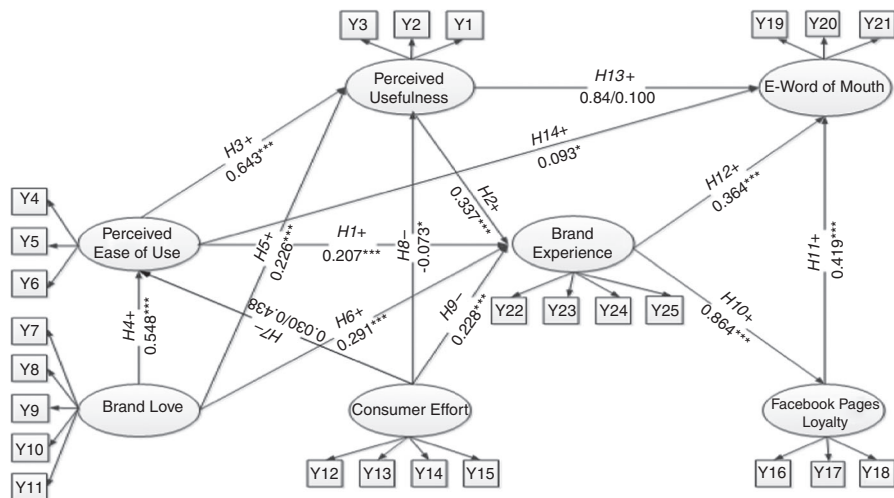 Y3
Y2
Y1
Y19
Y20
Y21
Perceived
Usefulness
H13+
0.84/0.100
E-Word of Mouth
H3+
0.643***
H14+
0.093*
H2+
0.337***
H12+
0.364***
H11+
0.419***
Y4
Y5
Y6
Perceived
Ease of Use
H1+
0.207***
H5+
0.226***
H8−
-0.073*
Brand
Experience
Y22
Y23
Y24
Y25
H4+
0.548***
H7−
0.030/0.438
H6+
0.291***
H9−
0.228***
H10+
0.864***
Y7
Y8
Y9
Y10
Y11
Brand Love
Consumer Effort
Y12
Y13
Y14
Y15
Facebook Pages
Loyalty
Y16
Y17
Y18